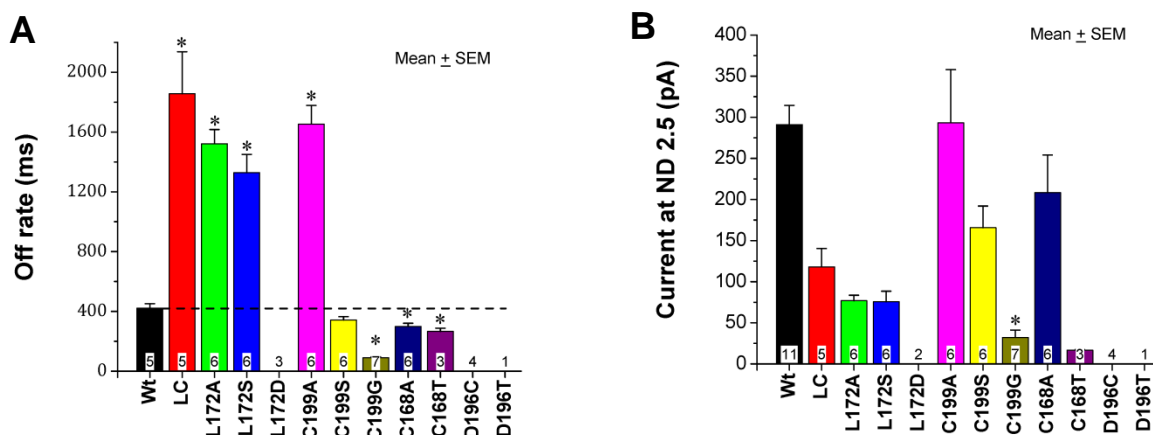 A
Mean ± SEM
Off rate (ms)
2000
1600
1200
800
400
0
5
5
6
6
3
6
6
7
6
3
4
1
Wt
LC
L172A
L172S
L172D
C199A
C199S
C199G
C168A
C168T
D196C
D196T
*
*
*
*
*
*
*
*
B
Mean ± SEM
Current at ND 2.5 (pA)
400
350
300
250
200
150
100
50
0
11
5
6
6
2
6
6
7
6
3
4
1
Wt
LC
L172A
L172S
L172D
C199A
C199S
C199G
C168A
C168T
D196C
D196T
*